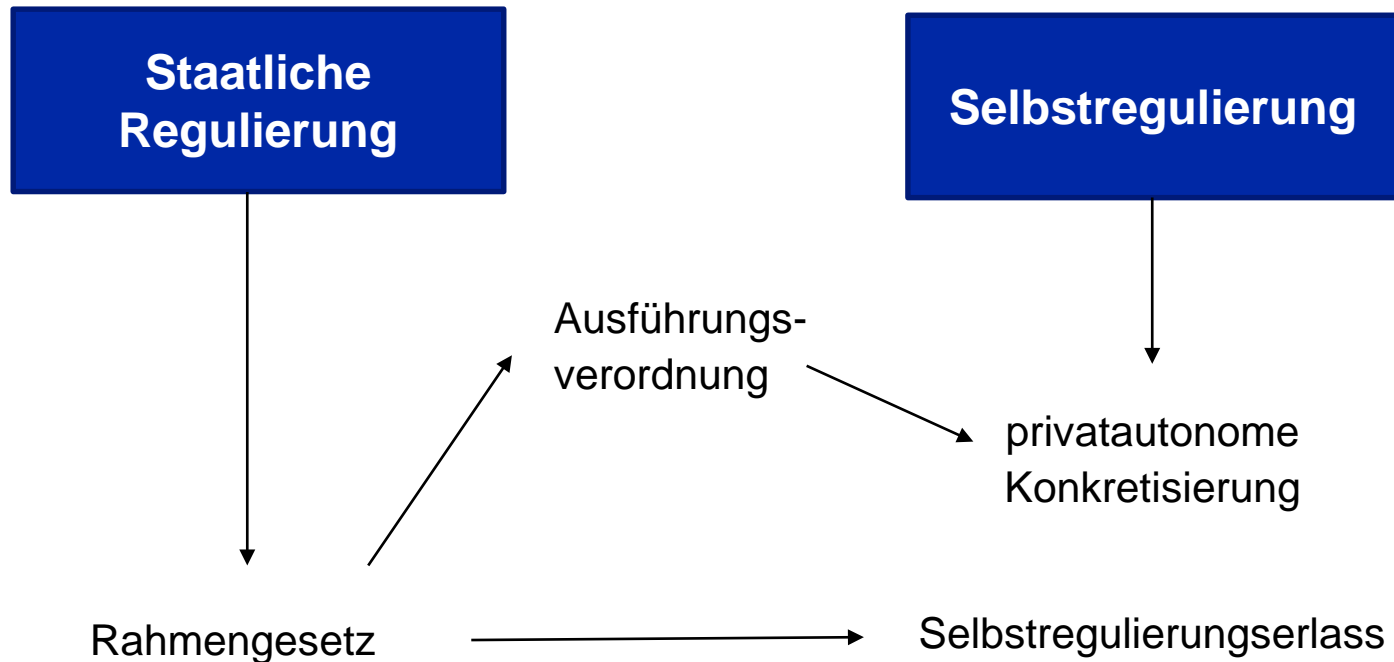 Staatliche
Regulierung
Selbstregulierung
Ausführungs-
verordnung
privatautonome
Konkretisierung
Rahmengesetz
Selbstregulierungserlass